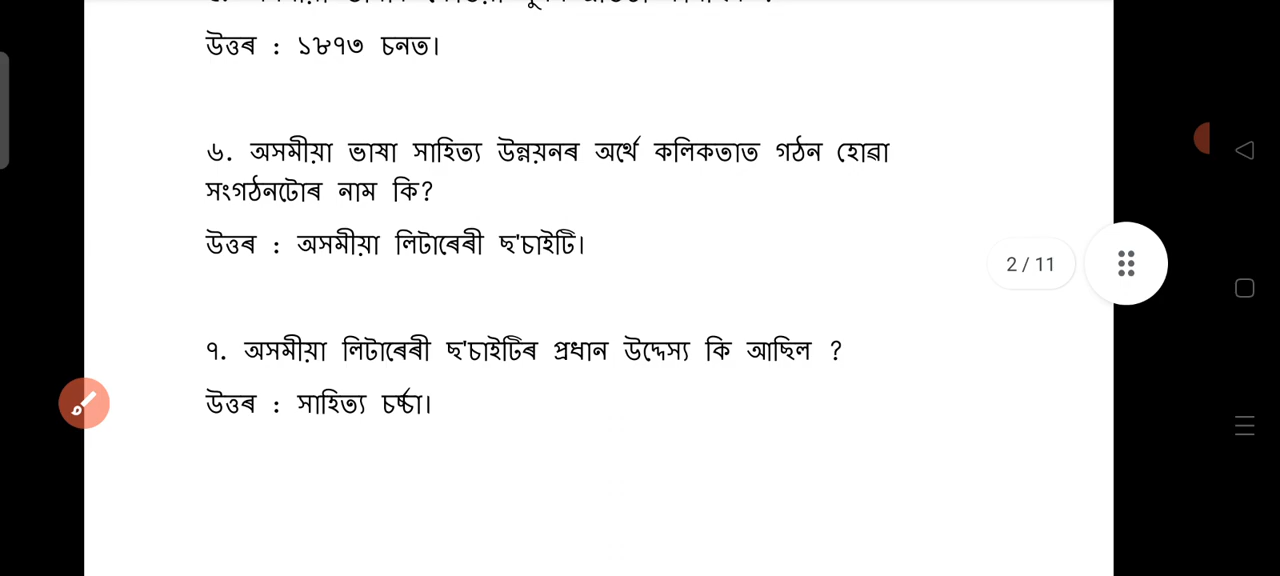 উত্তৰ : ১৮৭৩ চনত।
৬. অসমীয়া ভাষা সাহিত্য উন্নয়নৰ অৰ্থে কলিকতাত গঠন হোৱা
সংগঠনটোৰ নাম কি?
উত্তৰ : অসমীয়া লিটাৰেৰী ছ'চাইটি।
2 / 11
৭. অসমীয়া লিটাৰেৰী ছ'চাইটিৰ প্ৰধান উদ্দেস্য কি আছিল ?
উত্তৰ : সাহিত্য চৰ্চ্চা।